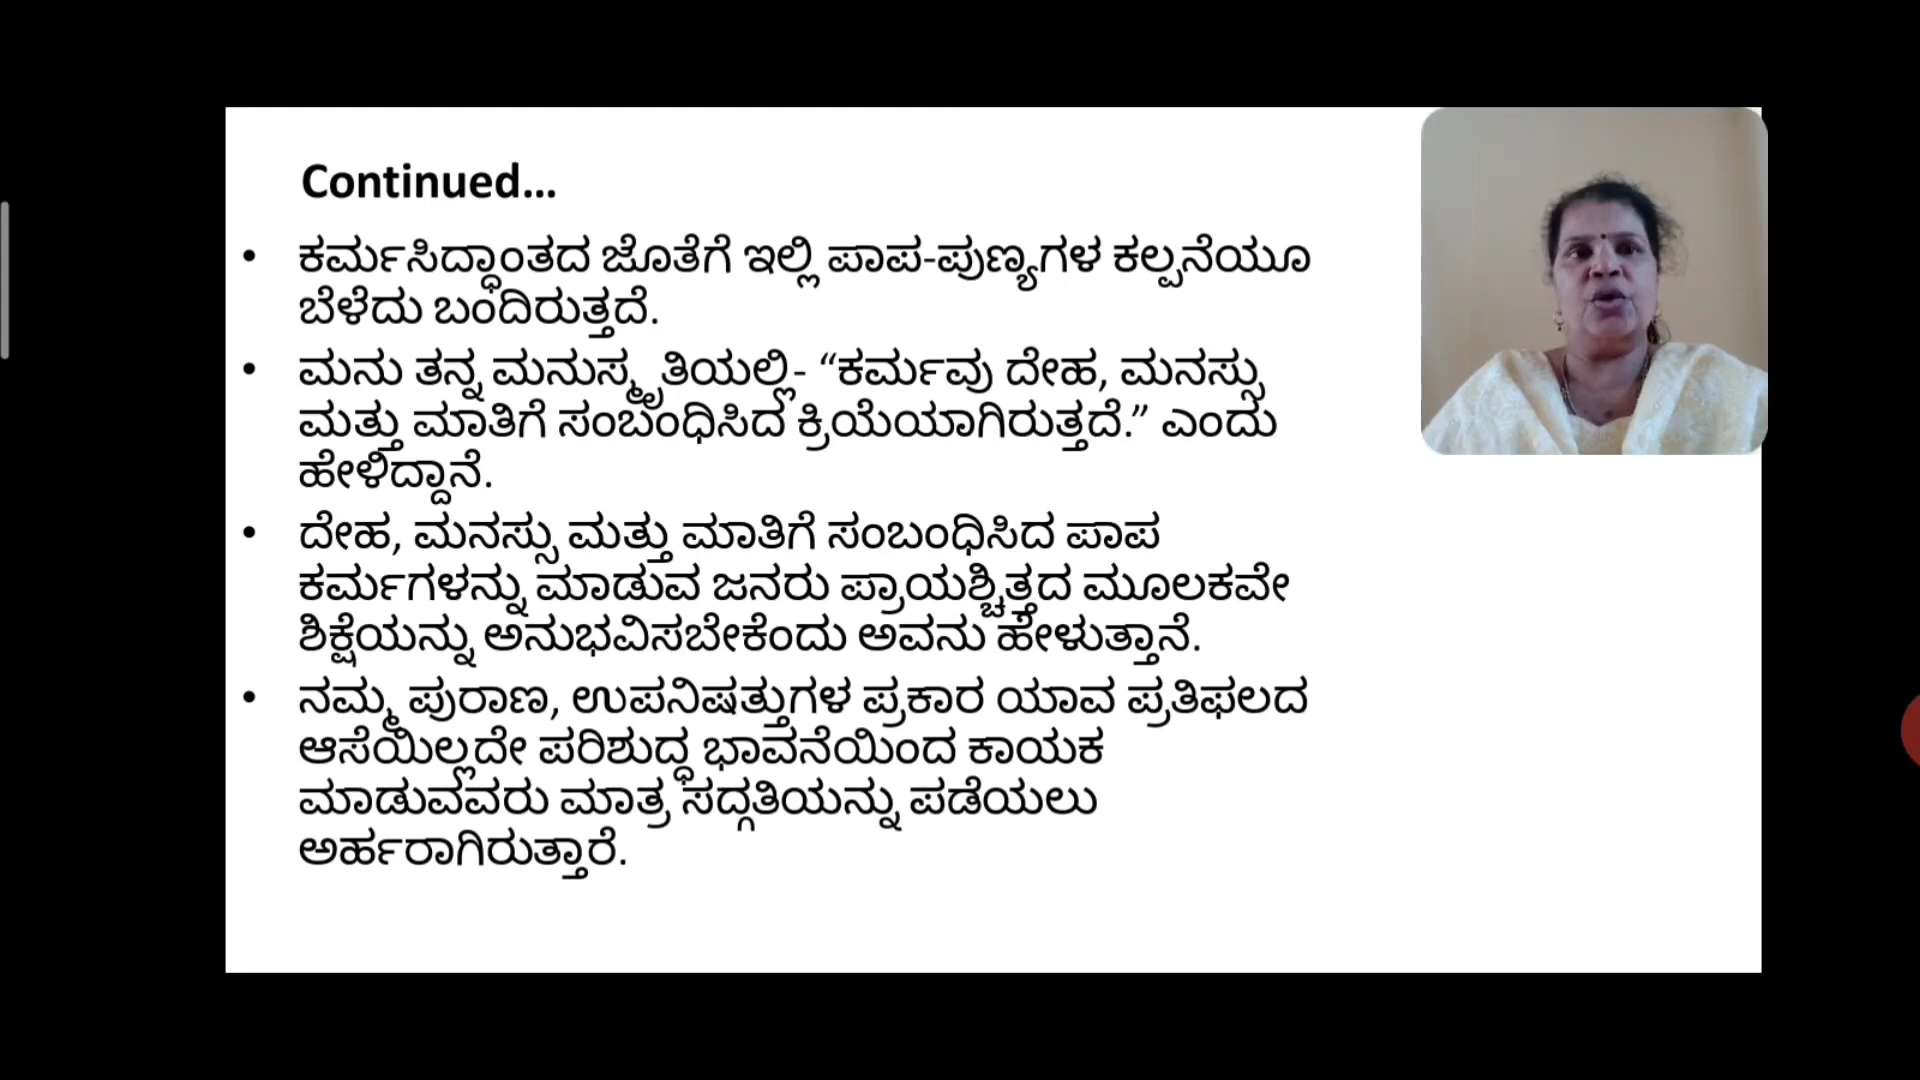 Continued...
• ಕರ್ಮಸಿದ್ಧಾಂತದ ಜೊತೆಗೆ ಇಲ್ಲಿ ಪಾಪ-ಪುಣ್ಯಗಳ ಕಲ್ಪನೆಯೂ
ಬೆಳೆದು ಬಂದಿರುತ್ತದೆ.
• ಮನು ತನ್ನ ಮನುಸ್ಮೃತಿಯಲ್ಲಿ- “ಕರ್ಮವು ದೇಹ, ಮನಸ್ಸು
ಮತ್ತು ಮಾತಿಗೆ ಸಂಬಂಧಿಸಿದ ಕ್ರಿಯೆಯಾಗಿರುತ್ತದೆ.” ಎಂದು
ಹೇಳಿದ್ದಾನೆ.
• ದೇಹ, ಮನಸ್ಸು ಮತ್ತು ಮಾತಿಗೆ ಸಂಬಂಧಿಸಿದ ಪಾಪ
ಕರ್ಮಗಳನ್ನು ಮಾಡುವ ಜನರು ಪ್ರಾಯಶ್ಚಿತ್ತದ ಮೂಲಕವೇ
ಶಿಕ್ಷೆಯನ್ನು ಅನುಭವಿಸಬೇಕೆಂದು ಅವನು ಹೇಳುತ್ತಾನೆ.
• ನಮ್ಮ ಪುರಾಣ, ಉಪನಿಷತ್ತುಗಳ ಪ್ರಕಾರ ಯಾವ ಪ್ರತಿಫಲದ
ಆಸೆಯಿಲ್ಲದೇ ಪರಿಶುದ್ಧ ಭಾವನೆಯಿಂದ ಕಾಯಕ
ಮಾಡುವವರು ಮಾತ್ರ ಸದ್ಗತಿಯನ್ನು ಪಡೆಯಲು
ಅರ್ಹರಾಗಿರುತ್ತಾರೆ.